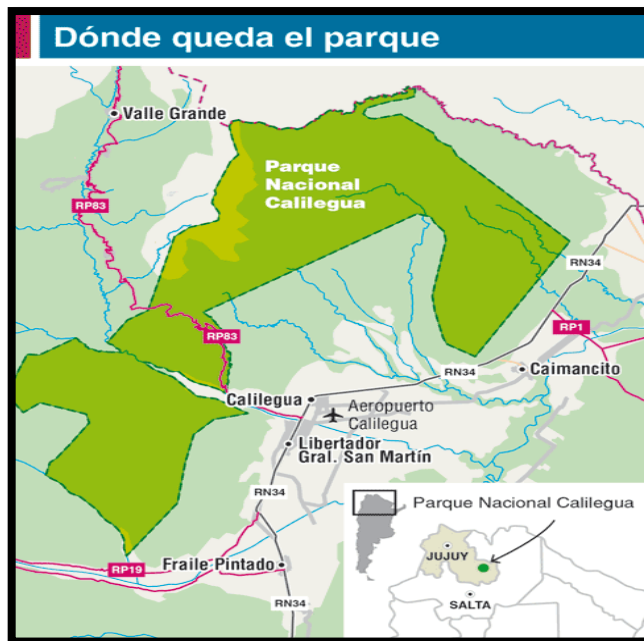 Dónde queda el parque
Valle Grande
Parque
Nacional
Calilegua
RP83
RN34
RP1
RP83
RN34
Caimancito
Calilegua
Aeropuerto
Calilegua
Libertador
Gral. San Martín
RN34
Parque Nacional Calilegua
JUJUY
RP19
Fraile Pintado
SALTA
RN34